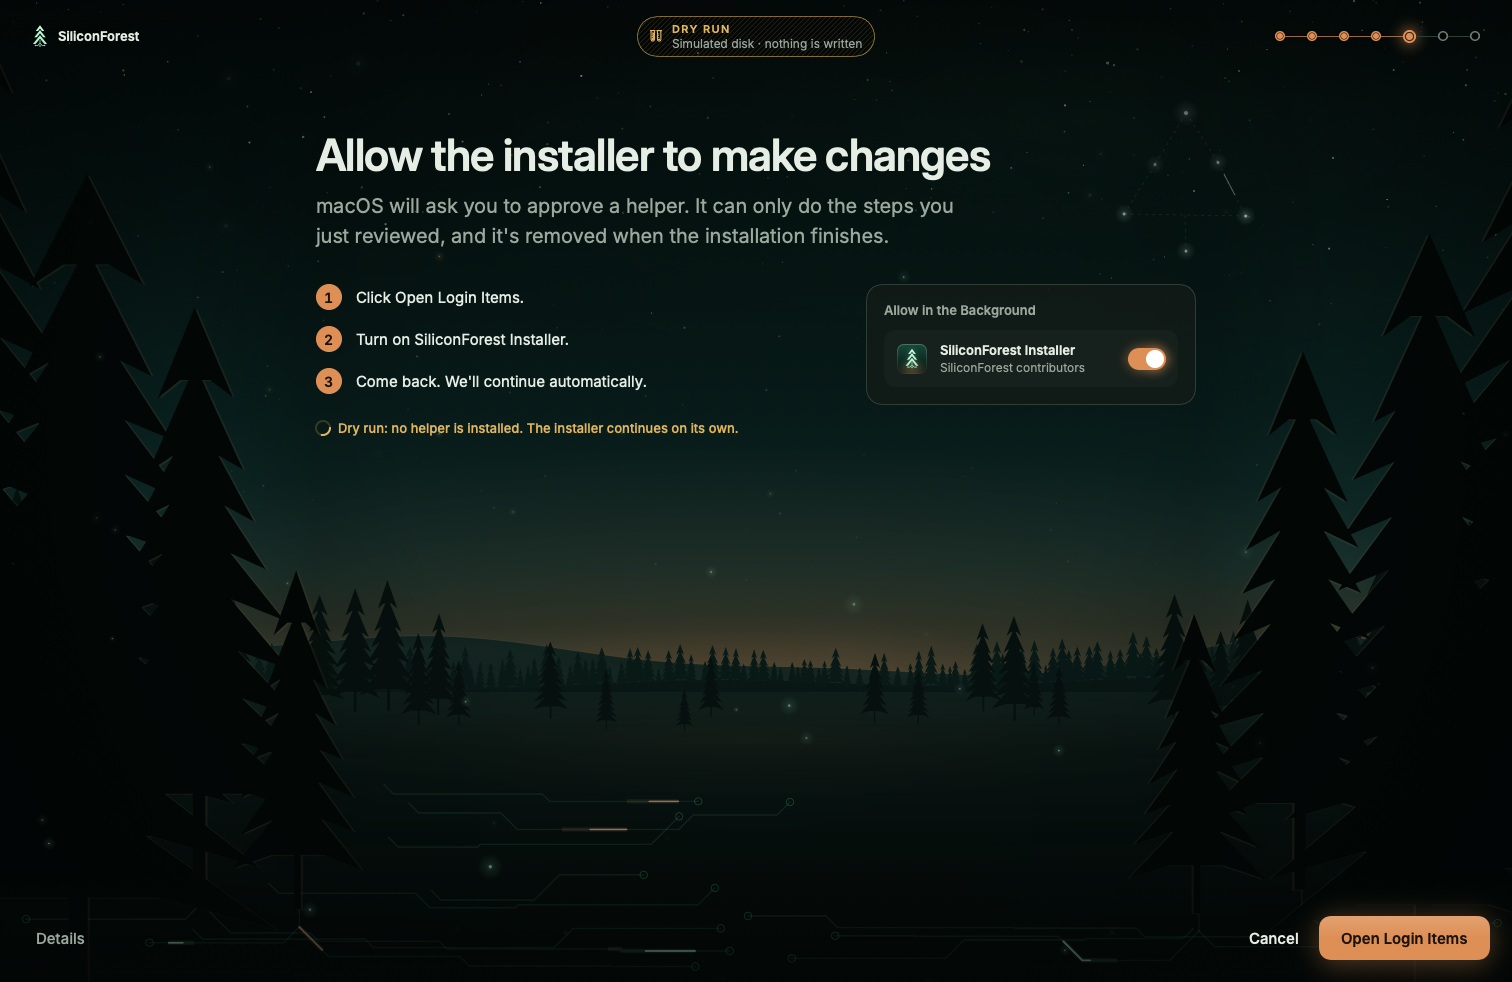 SiliconForest
DRY RUN
Simulated disk · nothing is written
Allow the installer to make changes
macOS will ask you to approve a helper. It can only do the steps you
just reviewed, and it's removed when the installation finishes.
1 Click Open Login Items.
2 Turn on SiliconForest Installer.
3 Come back. We'll continue automatically.
Dry run: no helper is installed. The installer continues on its own.
Allow in the Background
SiliconForest Installer
SiliconForest contributors
Details
Cancel
Open Login Items